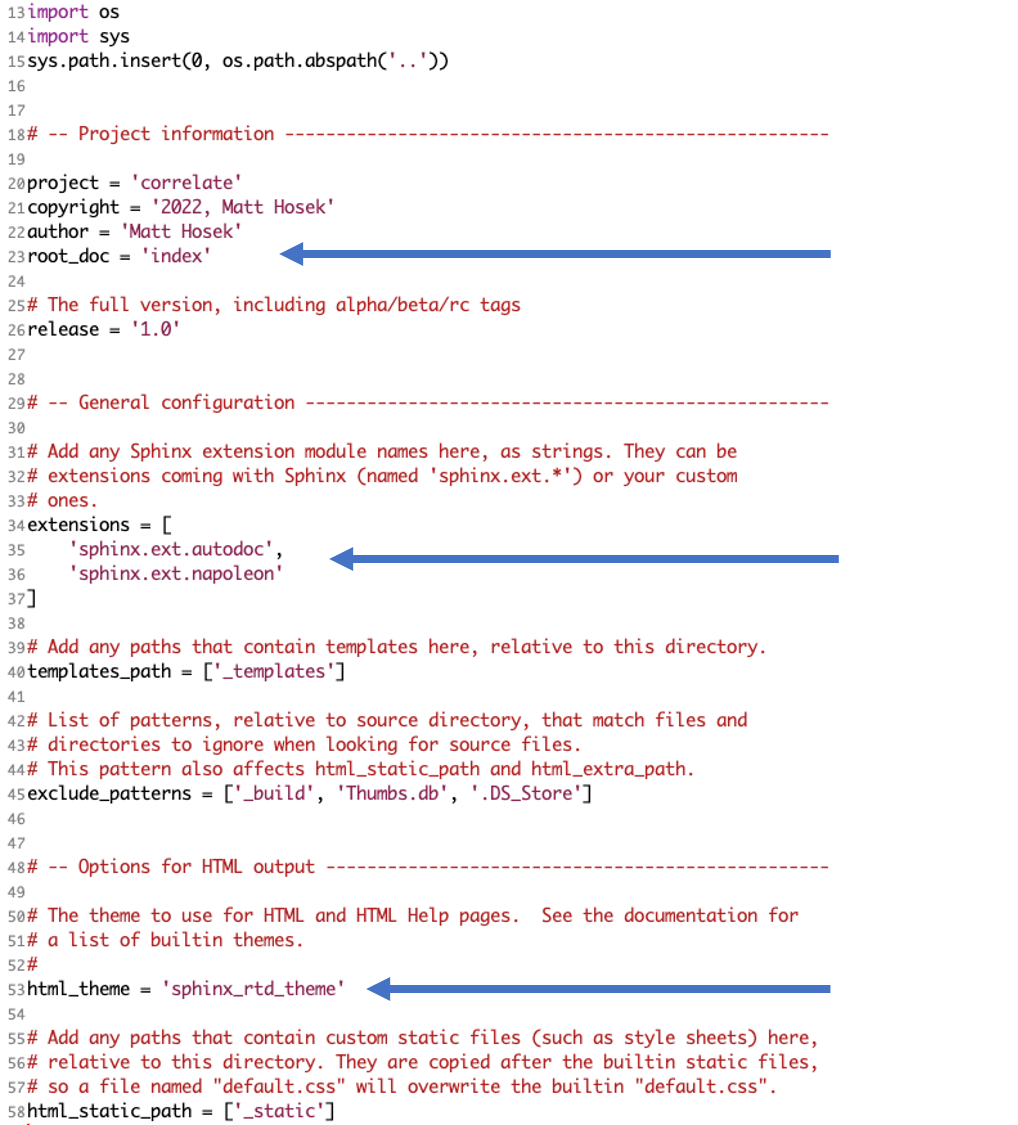 13 import os
14 import sys
15 sys.path.insert(0, os.path.abspath('..'))
16
17
18 # -- Project information -----------------------------------------------------
19
20 project = 'correlate'
21 copyright = '2022, Matt Hosek'
22 author = 'Matt Hosek'
23 root_doc = 'index'
24
25 # The full version, including alpha/beta/rc tags
26 release = '1.0'
27
28
29 # -- General configuration ---------------------------------------------------
30
31 # Add any Sphinx extension module names here, as strings. They can be
32 # extensions coming with Sphinx (named 'sphinx.ext.*') or your custom
33 # ones.
34 extensions = [
35     'sphinx.ext.autodoc',
36     'sphinx.ext.napoleon'
37 ]
38
39 # Add any paths that contain templates here, relative to this directory.
40 templates_path = ['_templates']
41
42 # List of patterns, relative to source directory, that match files and
43 # directories to ignore when looking for source files.
44 # This pattern also affects html_static_path and html_extra_path.
45 exclude_patterns = ['_build', 'Thumbs.db', '.DS_Store']
46
47
48 # -- Options for HTML output -------------------------------------------------
49
50 # The theme to use for HTML and HTML Help pages.  See the documentation for
51 # a list of builtin themes.
52 #
53 html_theme = 'sphinx_rtd_theme'
54
55 # Add any paths that contain custom static files (such as style sheets) here,
56 # relative to this directory. They are copied after the builtin static files,
57 # so a file named "default.css" will overwrite the builtin "default.css".
58 html_static_path = ['_static']